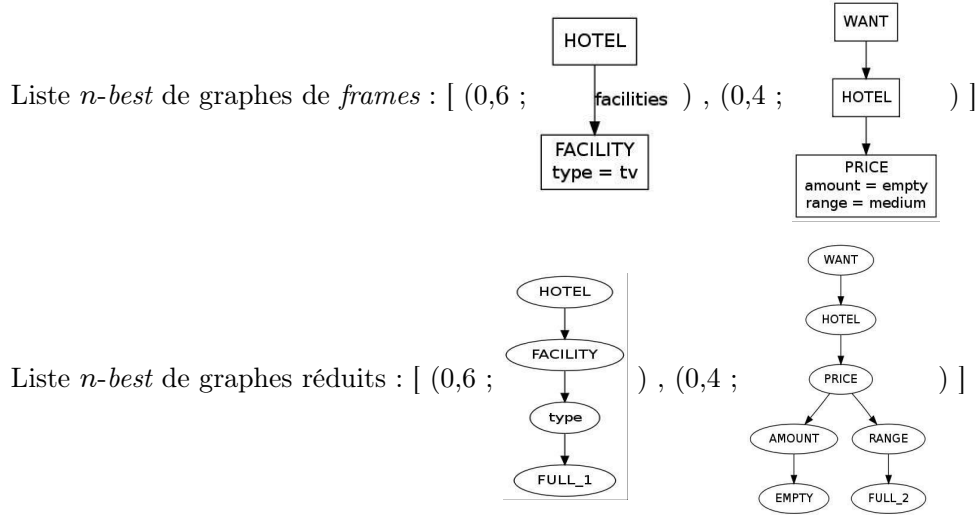 WANT
HOTEL
Liste n-best de graphes de frames : [ (0,6 ; facilities ) , (0,4 ; HOTEL ) ]
FACILITY
type = tv
PRICE
amount = empty
range = medium
WANT
HOTEL
HOTEL
FACILITY
Liste n-best de graphes réduits : [ (0,6 ; ) , (0,4 ; PRICE ) ]
type
AMOUNT RANGE
FULL_1
EMPTY FULL_2